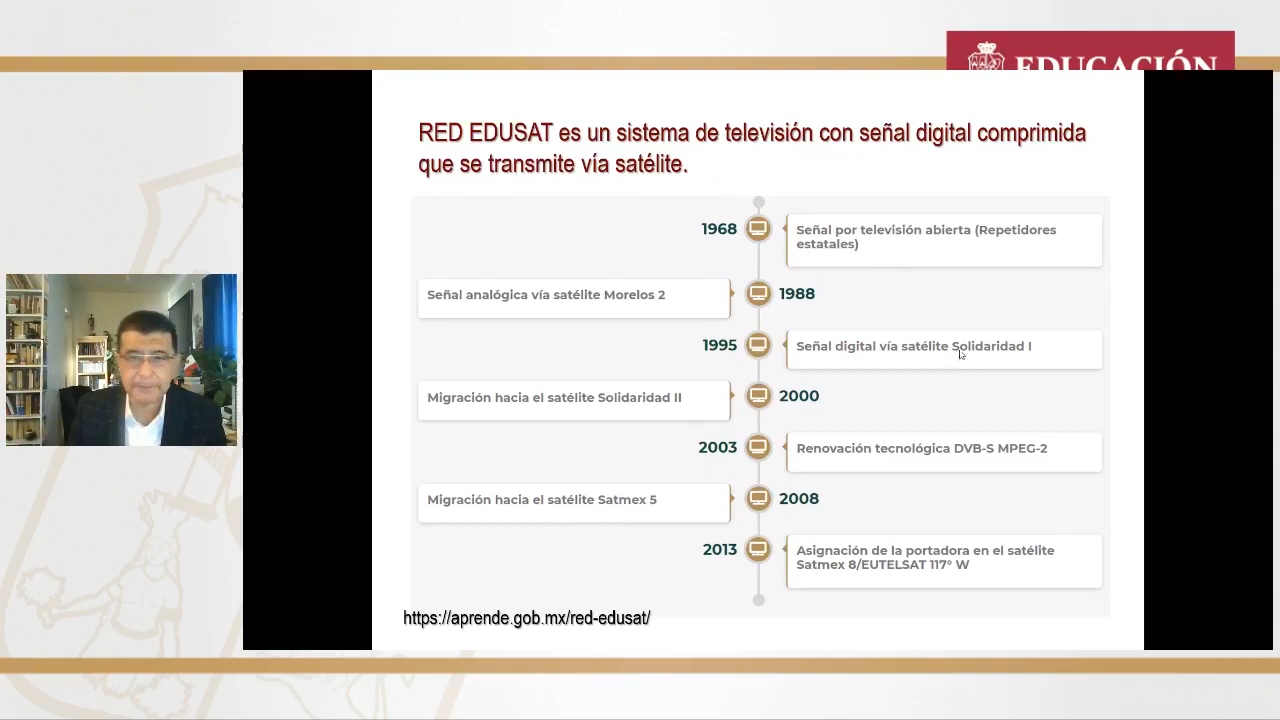 EDUCACIÓN
RED EDUSAT es un sistema de televisión con señal digital comprimida
que se transmite vía satélite.
1968
Señal por televisión abierta (Repetidores
estatales)
Señal analógica vía satélite Morelos 2
1988
1995
Señal digital vía satélite Solidaridad I
Migración hacia el satélite Solidaridad II
2000
2003
Renovación tecnológica DVB-S MPEG-2
Migración hacia el satélite Satmex 5
2008
2013
Asignación de la portadora en el satélite
Satmex 8/EUTELSAT 117° W
https://aprende.gob.mx/red-edusat/